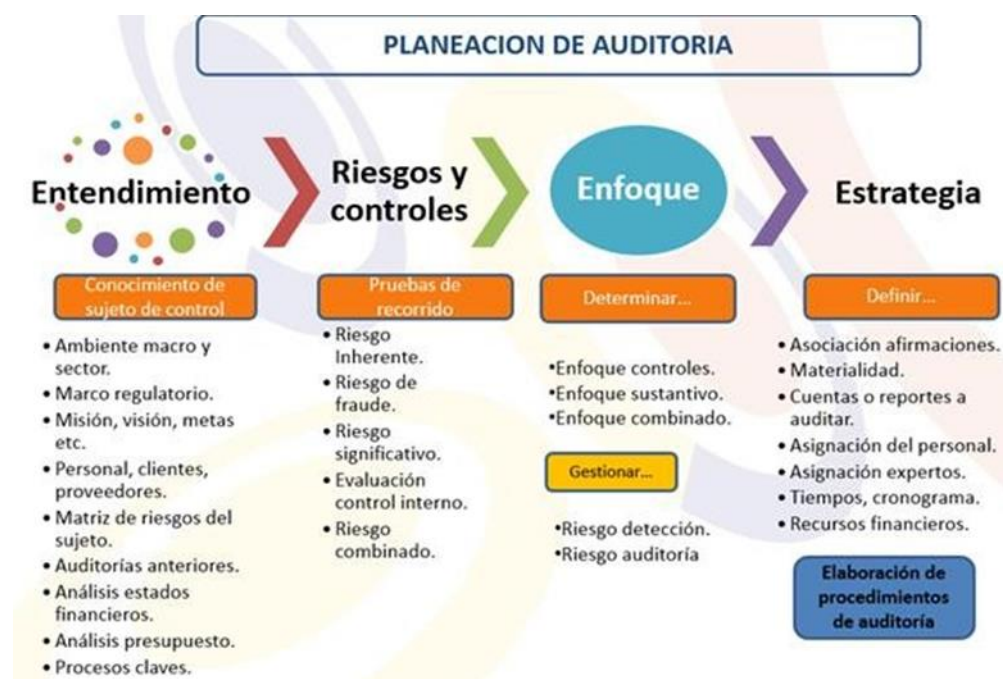 PLANEACION DE AUDITORIA
Entendimiento
Riesgos y
controles
Enfoque
Estrategia
Conocimiento de
sujeto de control
• Ambiente macro y
sector.
• Marco regulatorio.
• Misión, visión, metas
etc.
• Personal, clientes,
proveedores.
• Matriz de riesgos del
sujeto.
• Auditorías anteriores.
• Análisis estados
financieros.
• Análisis presupuesto.
• Procesos claves.
Pruebas de
recorrido
• Riesgo
Inherente.
• Riesgo de
fraude.
• Riesgo
significativo.
• Evaluación
control interno.
• Riesgo
combinado.
Determinar...
•Enfoque controles.
•Enfoque sustantivo.
•Enfoque combinado.
Gestionar...
•Riesgo detección.
•Riesgo auditoría
Definir...
• Asociación afirmaciones.
• Materialidad.
• Cuentas o reportes a
auditar.
• Asignación del personal.
• Asignación expertos.
• Tiempos, cronograma.
• Recursos financieros.
Elaboración de
procedimientos
de auditoría